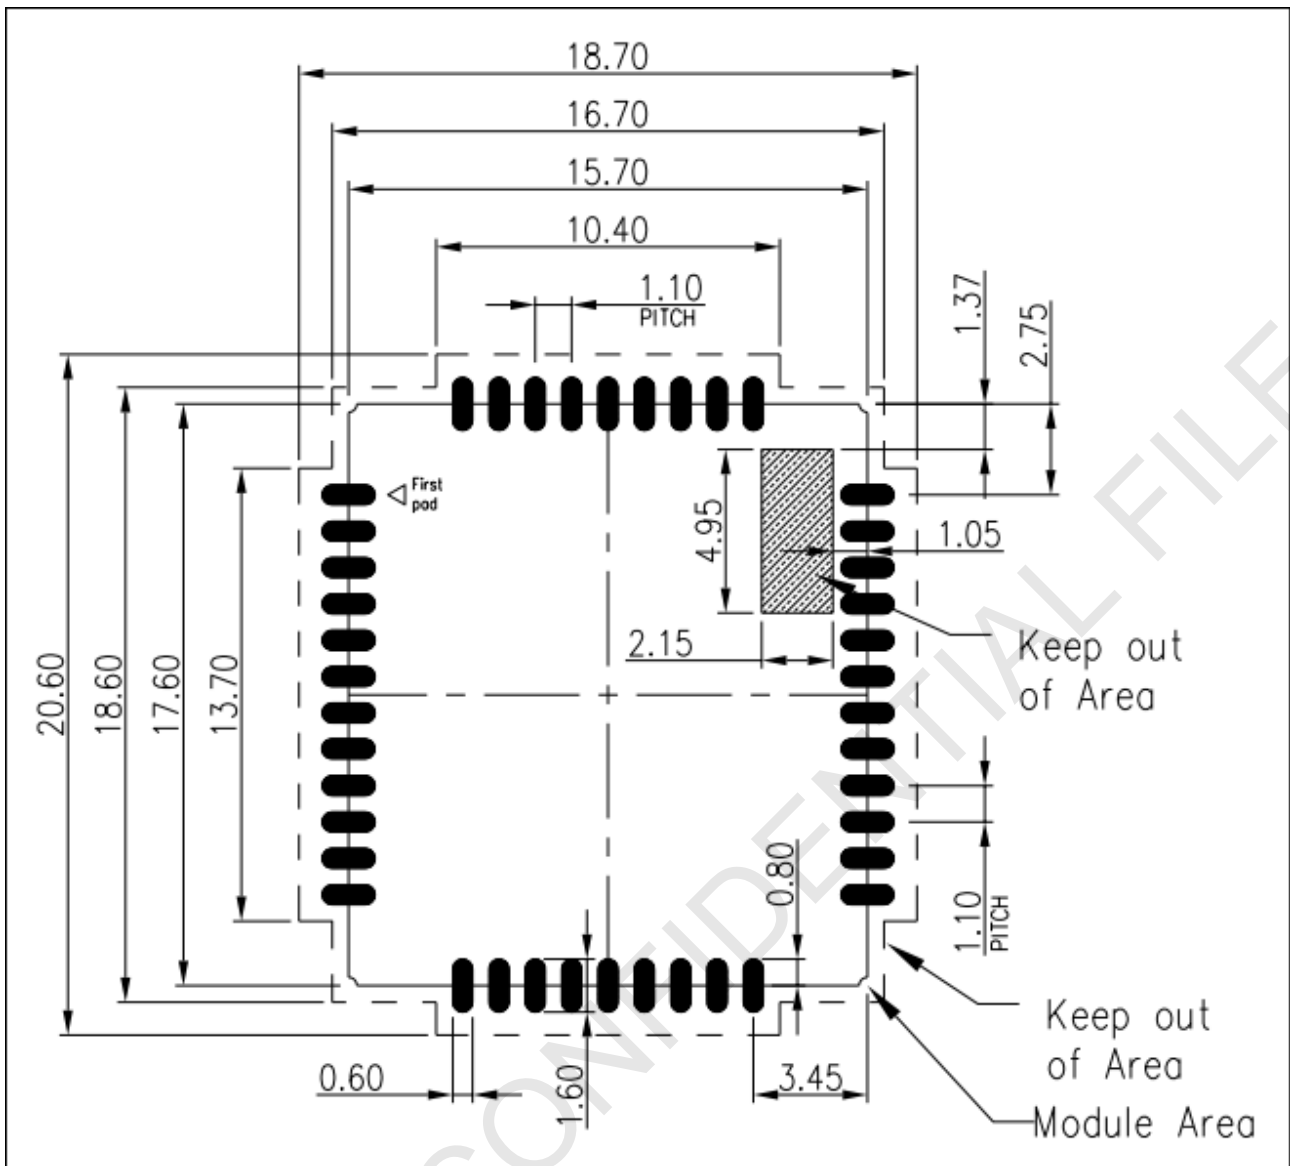 18.70
16.70
15.70
10.40
1.10
PITCH
1.37
2.75
First
pad
4.95
1.05
2.15
Keep out
of Area
20.60
18.60
17.60
13.70
0.80
1.10
PITCH
0.60
1.60
3.45
Keep out
of Area
Module Area
CONFIDENTIAL FILE